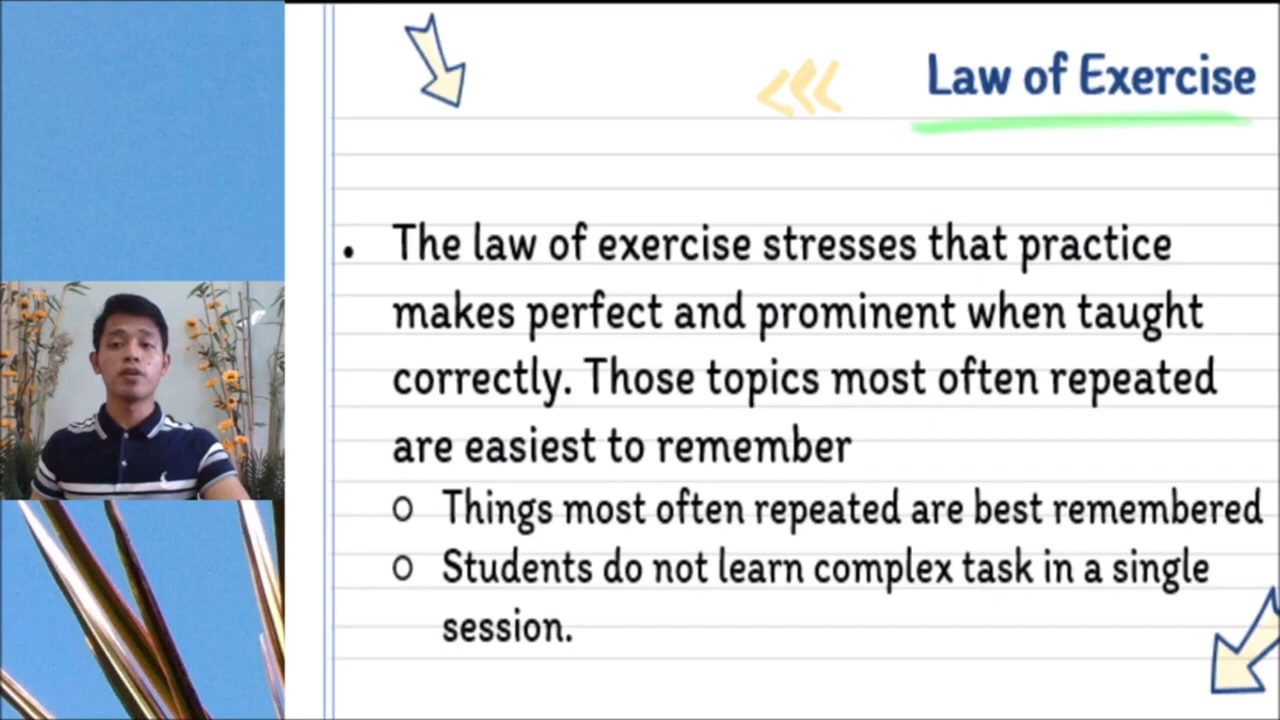 Law of Exercise
• The law of exercise stresses that practice
makes perfect and prominent when taught
correctly. Those topics most often repeated
are easiest to remember
o Things most often repeated are best remembered
o Students do not learn complex task in a single
session.